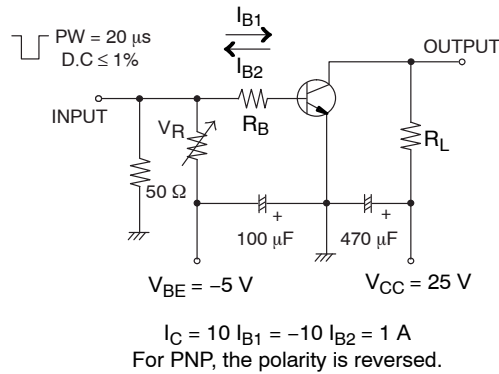 I_B1
PW = 20 μs
D.C ≤ 1%
I_B2
OUTPUT
INPUT
V_R
R_B
R_L
50 Ω
+
+
100 μF
470 μF
V_BE = −5 V
V_CC = 25 V
I_C = 10 I_B1 = −10 I_B2 = 1 A
For PNP, the polarity is reversed.